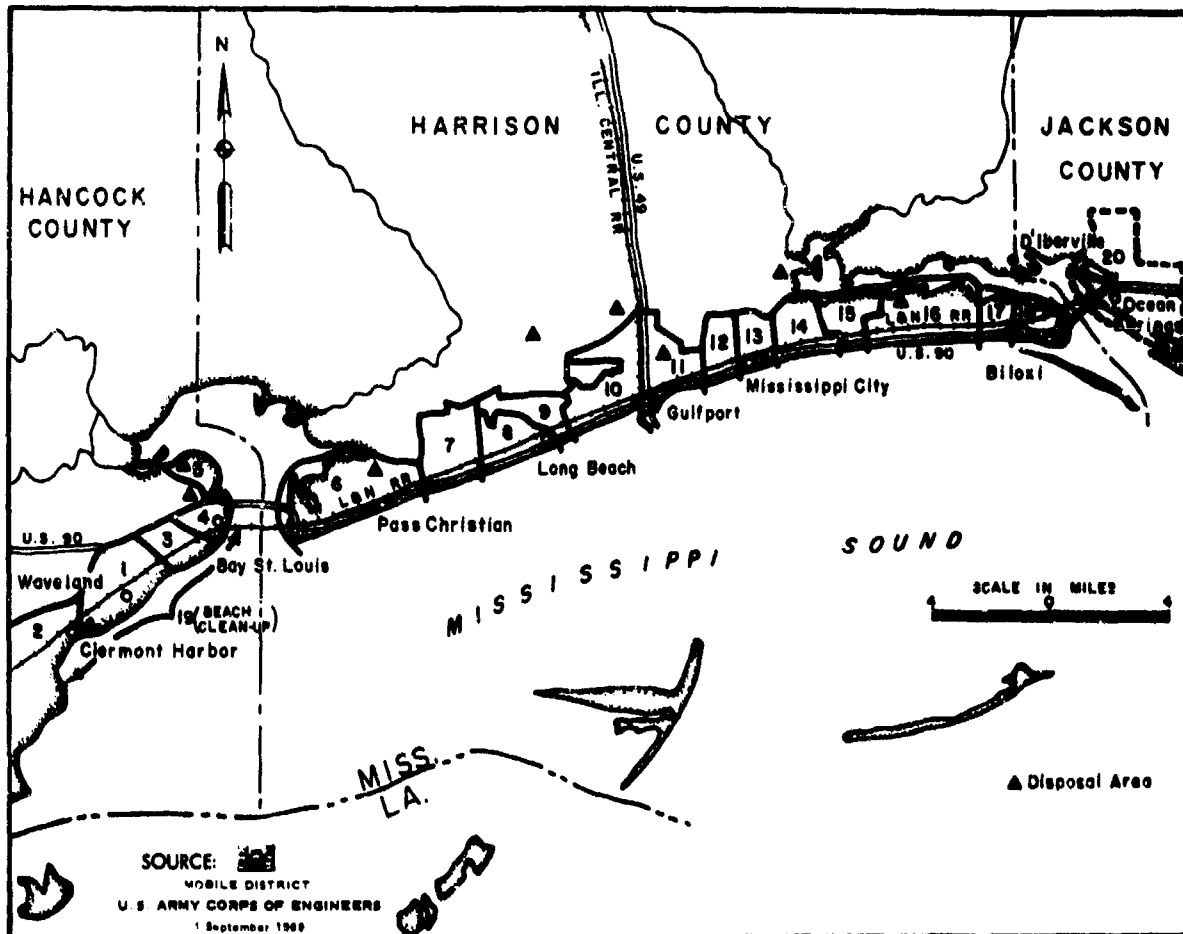 N
HARRISON COUNTY
JACKSON
COUNTY
HANCOCK
COUNTY
ILL. CENTRAL RR
U.S. 49
D'Iberville
20
Ocean
Springs
12
13
14
15
L&N RR
16
17
U.S. 90
Biloxi
Mississippi City
11
10
Gulfport
9
8
7
Long Beach
6
L&N RR
Pass Christian
5
4
3
U.S. 90
Bay St. Louis
Waveland
1
2
19 (BEACH
CLEAN-UP)
Clermont Harbor
MISSISSIPPI SOUND
SCALE IN MILES
4 0 4
MISS.
LA.
Disposal Area
SOURCE:
MOBILE DISTRICT
U.S. ARMY CORPS OF ENGINEERS
1 September 1969